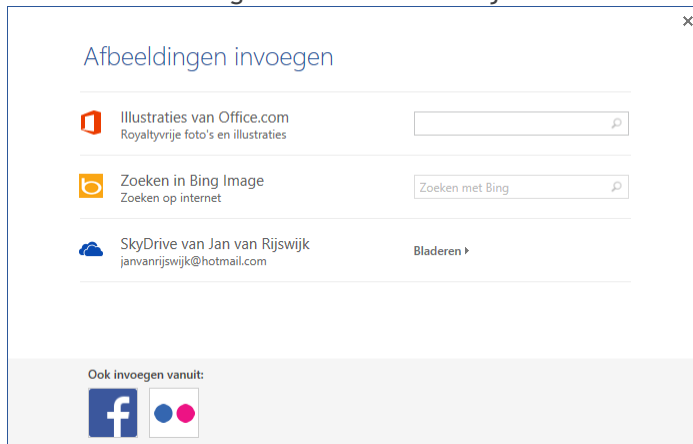 Afbeeldingen invoegen
Illustraties van Office.com
Royaltyvrije foto's en illustraties
Zoeken in Bing Image
Zoeken op internet
Zoeken met Bing
SkyDrive van Jan van Rijswijk
janvanrijswijk@hotmail.com
Bladeren
Ook invoegen vanuit: